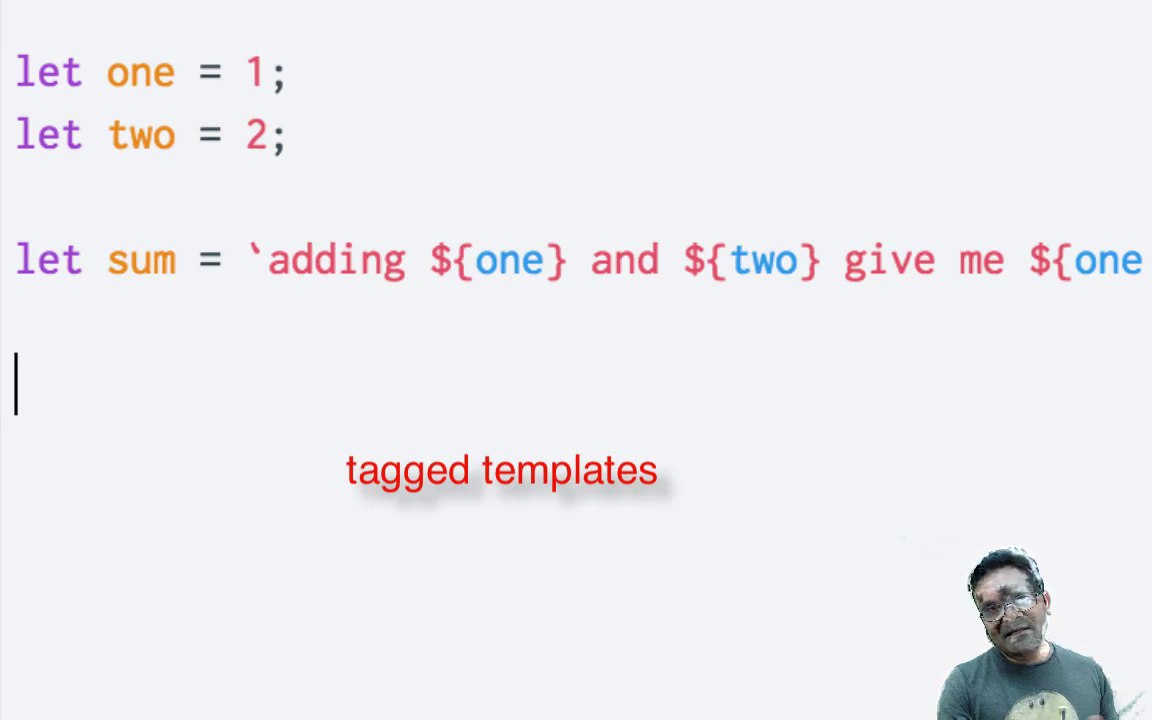 let one = 1;
let two = 2;
let sum = `adding ${one} and ${two} give me ${one
tagged templates